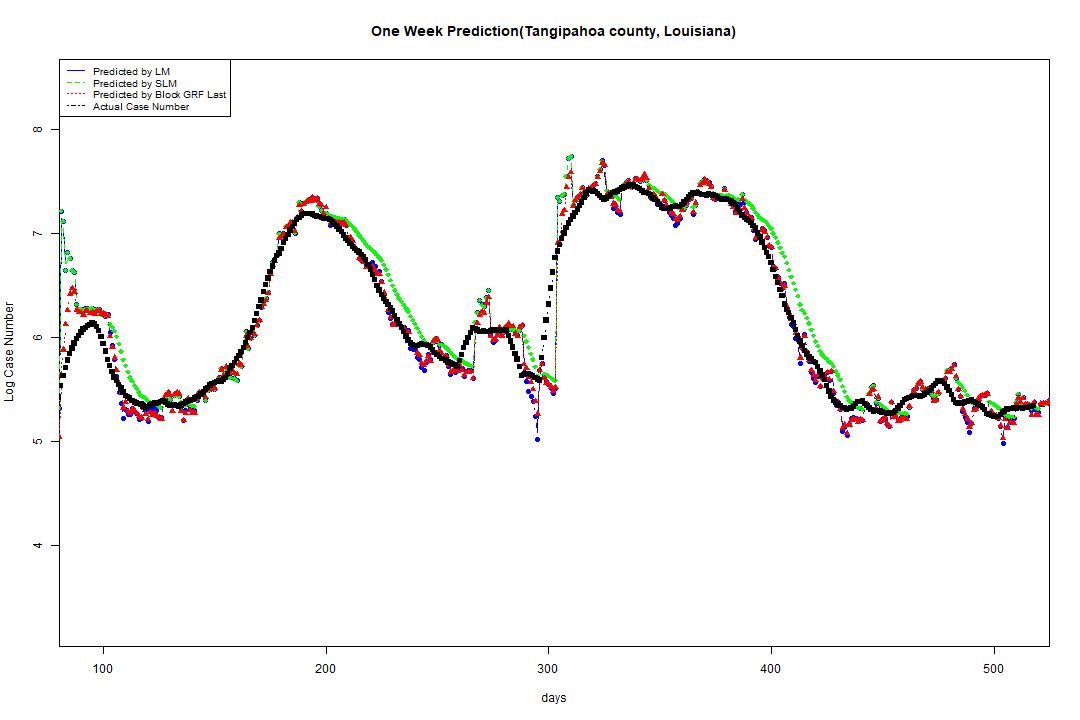 One Week Prediction(Tangipahoa county, Louisiana)
Predicted by LM
Predicted by SLM
Predicted by Block GRF Last
Actual Case Number
8
7
6
5
4
Log Case Number
100 200 300 400 500
days